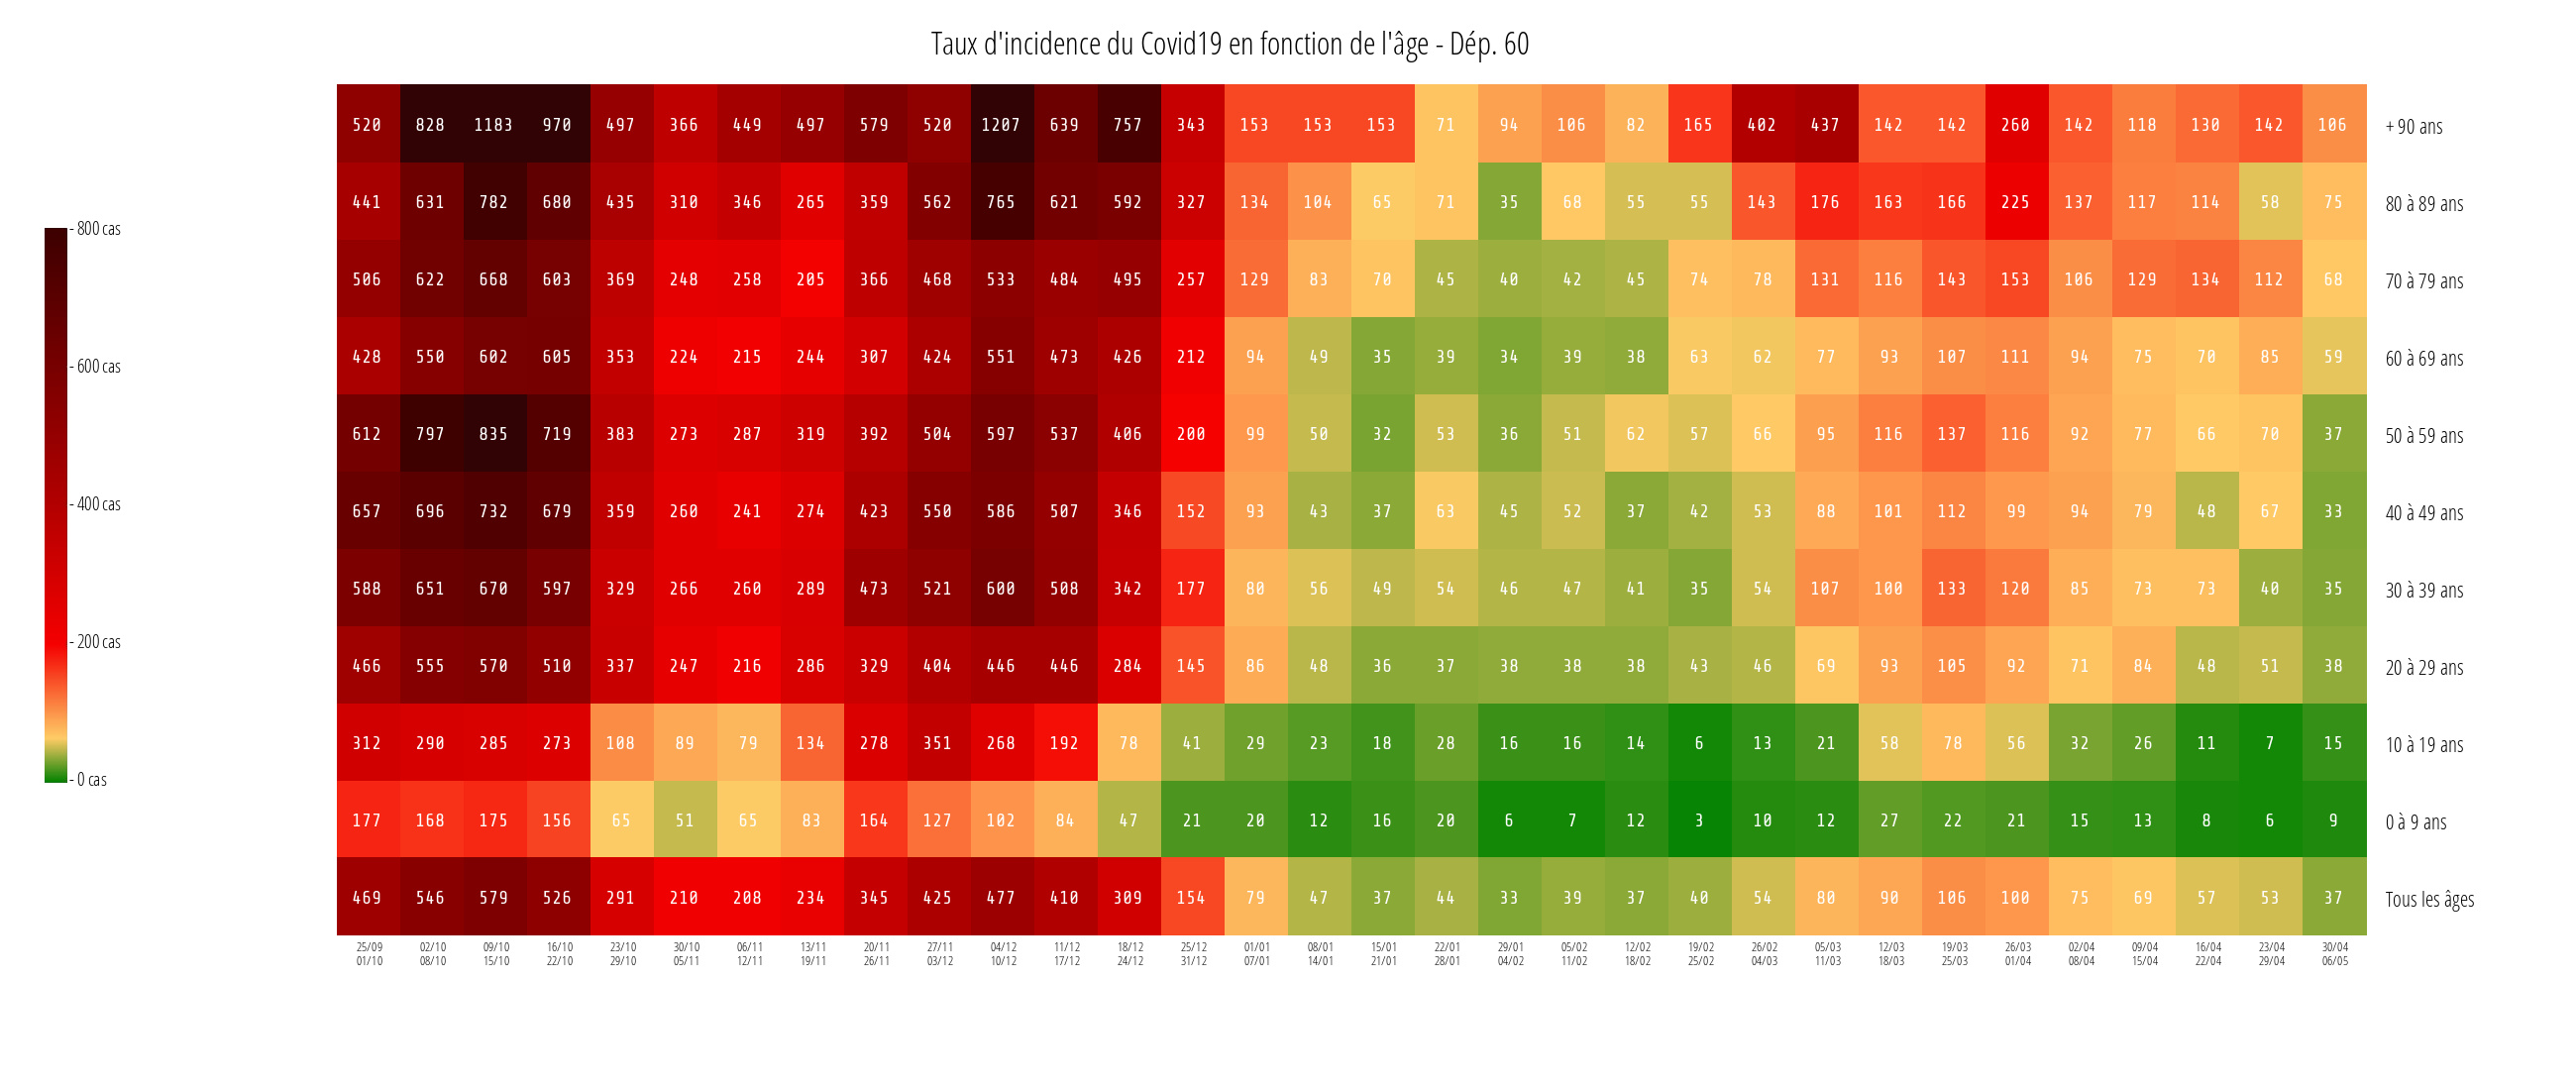 Taux d'incidence du Covid19 en fonction de l'âge - Dép. 60
- 800 cas
- 600 cas
- 400 cas
- 200 cas
- 0 cas
520 828 1183 970 497 366 449 497 579 520 1207 639 757 343 153 153 153 71 94 106 82 165 402 437 142 142 260 142 118 130 142 106 + 90 ans
441 631 782 680 435 310 346 265 359 562 765 621 592 327 134 104 65 71 35 68 55 55 143 176 163 166 225 137 117 114 58 75 80 à 89 ans
506 622 668 603 369 248 258 205 366 468 533 484 495 257 129 83 70 45 40 42 45 74 78 131 116 143 153 106 129 134 112 68 70 à 79 ans
428 550 602 605 353 224 215 244 307 424 551 473 426 212 94 49 35 39 34 39 38 63 62 77 93 107 111 94 75 70 85 59 60 à 69 ans
612 797 835 719 383 273 287 319 392 504 597 537 406 200 99 50 32 53 36 51 62 57 66 95 116 137 116 92 77 66 70 37 50 à 59 ans
657 696 732 679 359 260 241 274 423 550 586 507 346 152 93 43 37 63 45 52 37 42 53 88 101 112 99 94 79 48 67 33 40 à 49 ans
588 651 670 597 329 266 260 289 473 521 600 508 342 177 80 56 49 54 46 47 41 35 54 107 100 133 120 85 73 73 40 35 30 à 39 ans
466 555 570 510 337 247 216 286 329 404 446 446 284 145 86 48 36 37 38 38 38 43 46 69 93 105 92 71 84 48 51 38 20 à 29 ans
312 290 285 273 108 89 79 134 278 351 268 192 78 41 29 23 18 28 16 16 14 6 13 21 58 78 56 32 26 11 7 15 10 à 19 ans
177 168 175 156 65 51 65 83 164 127 102 84 47 21 20 12 16 20 6 7 12 3 10 12 27 22 21 15 13 8 6 9 0 à 9 ans
469 546 579 526 291 210 208 234 345 425 477 410 309 154 79 47 37 44 33 39 37 40 54 80 90 106 100 75 69 57 53 37 Tous les âges
25/09 02/10 09/10 16/10 23/10 30/10 06/11 13/11 20/11 27/11 04/12 11/12 18/12 25/12 01/01 08/01 15/01 22/01 29/01 05/02 12/02 19/02 26/02 05/03 12/03 19/03 26/03 02/04 09/04 16/04 23/04 30/04
01/10 08/10 15/10 22/10 29/10 05/11 12/11 19/11 26/11 03/12 10/12 17/12 24/12 31/12 07/01 14/01 21/01 28/01 04/02 11/02 18/02 25/02 04/03 11/03 18/03 25/03 01/04 08/04 15/04 22/04 29/04 06/05